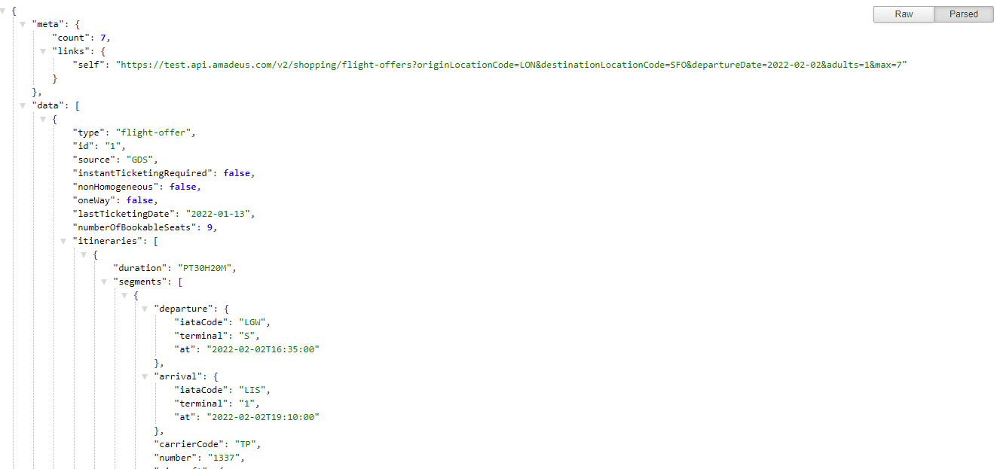 Raw Parsed
{
"meta": {
"count": 7,
"links": {
"self": "https://test.api.amadeus.com/v2/shopping/flight-offers?originLocationCode=LON&destinationLocationCode=SFO&departureDate=2022-02-02&adults=1&max=7"
}
},
"data": [
{
"type": "flight-offer",
"id": "1",
"source": "GDS",
"instantTicketingRequired": false,
"nonHomogeneous": false,
"oneWay": false,
"lastTicketingDate": "2022-01-13",
"numberOfBookableSeats": 9,
"itineraries": [
{
"duration": "PT30H20M",
"segments": [
{
"departure": {
"iataCode": "LGW",
"terminal": "S",
"at": "2022-02-02T16:35:00"
},
"arrival": {
"iataCode": "LIS",
"terminal": "1",
"at": "2022-02-02T19:10:00"
},
"carrierCode": "TP",
"number": "1337",